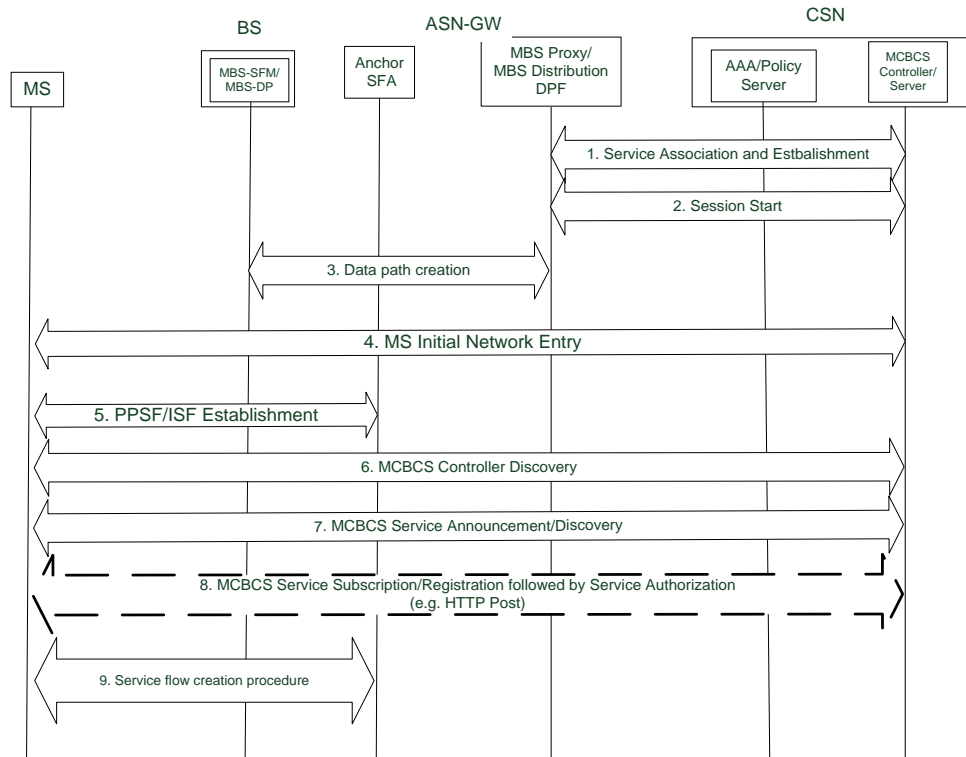 CSN
BS
ASN-GW
MS
MBS-SFM/
MBS-DP
Anchor
SFA
MBS Proxy/
MBS Distribution
DPF
AAA/Policy
Server
MCBCS
Controller/
Server
1. Service Association and Estbalishment
2. Session Start
3. Data path creation
4. MS Initial Network Entry
5. PPSF/ISF Establishment
6. MCBCS Controller Discovery
7. MCBCS Service Announcement/Discovery
8. MCBCS Service Subscription/Registration followed by Service Authorization
(e.g. HTTP Post)
9. Service flow creation procedure